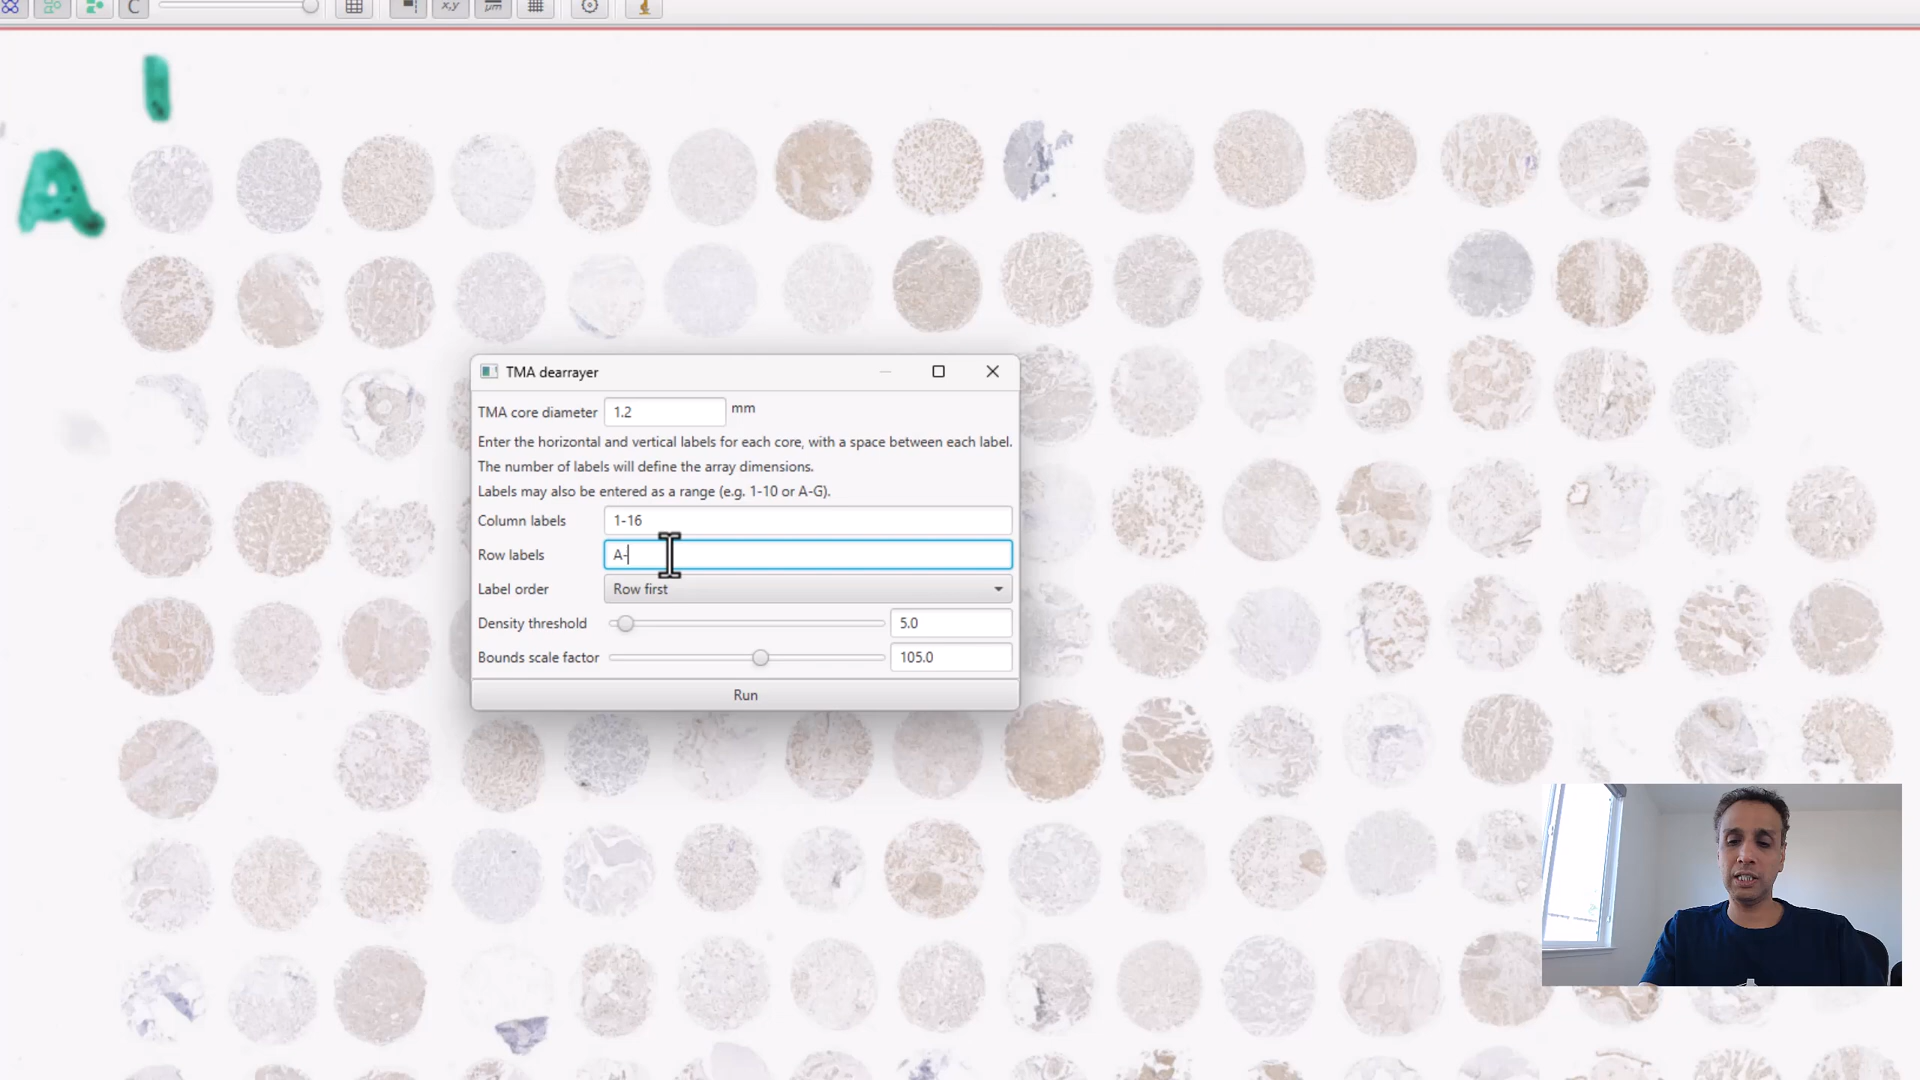 C
x,y
μm
1
A
TMA dearrayer
TMA core diameter 1.2 mm
Enter the horizontal and vertical labels for each core, with a space between each label.
The number of labels will define the array dimensions.
Labels may also be entered as a range (e.g. 1-10 or A-G).
Column labels 1-16
Row labels A-
Label order Row first
Density threshold 5.0
Bounds scale factor 105.0
Run